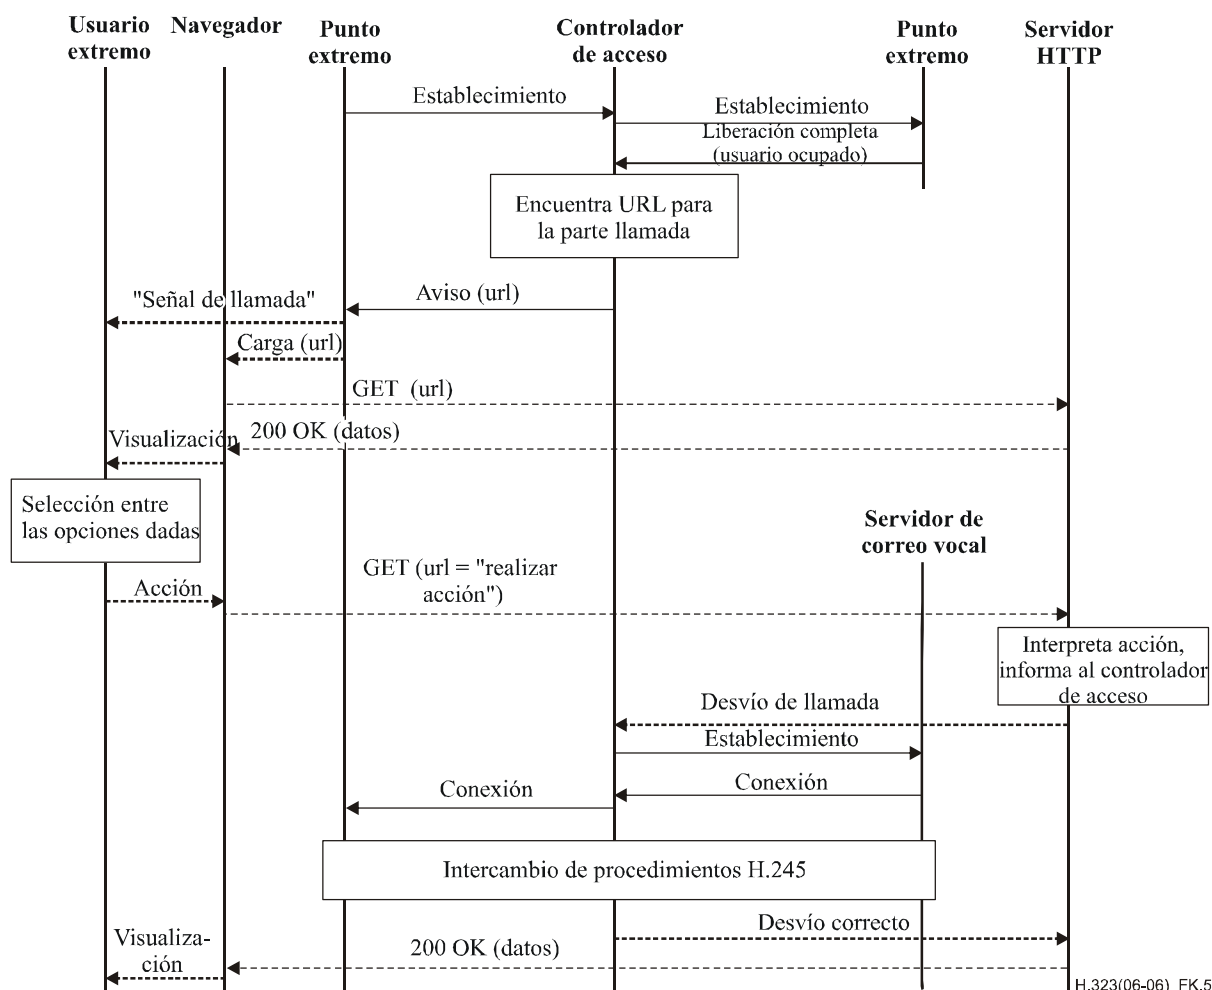 Usuario
extremo
Navegador
Punto
extremo
Controlador
de acceso
Punto
extremo
Servidor
HTTP
Establecimiento
Establecimiento
Liberación completa
(usuario ocupado)
Encuentra URL para
la parte llamada
Aviso (url)
"Señal de llamada"
Carga (url)
GET (url)
200 OK (datos)
Visualización
Selección entre
las opciones dadas
Servidor de
correo vocal
GET (url = "realizar
acción")
Acción
Interpreta acción,
informa al controlador
de acceso
Desvío de llamada
Establecimiento
Conexión
Conexión
Intercambio de procedimientos H.245
Desvío correcto
200 OK (datos)
Visualiza-
ción
H.323(06-06)_FK.5